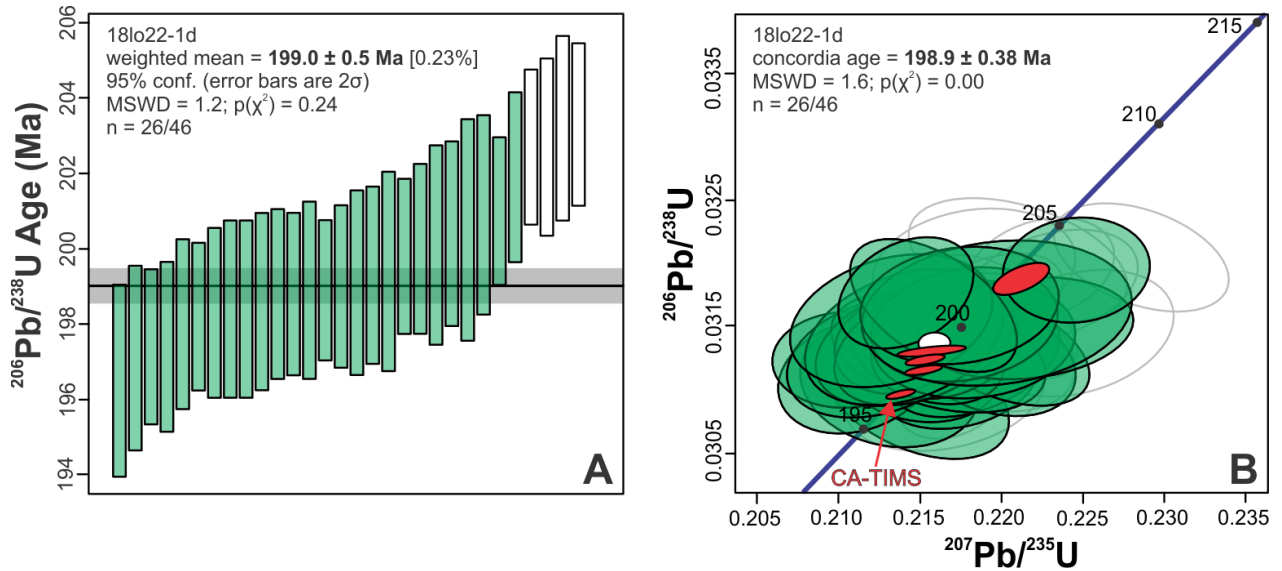 18lo22-1d
weighted mean = 199.0 ± 0.5 Ma [0.23%]
95% conf. (error bars are 2σ)
MSWD = 1.2; p(χ²) = 0.24
n = 26/46
²⁰⁶Pb/²³⁸U Age (Ma)
206
204
202
200
198
196
194
A
18lo22-1d
concordia age = 198.9 ± 0.38 Ma
MSWD = 1.6; p(χ²) = 0.00
n = 26/46
²⁰⁶Pb/²³⁸U
0.0335
0.0325
0.0315
0.0305
215
210
205
200
195
CA-TIMS
B
0.205 0.210 0.215 0.220 0.225 0.230 0.235
²⁰⁷Pb/²³⁵U